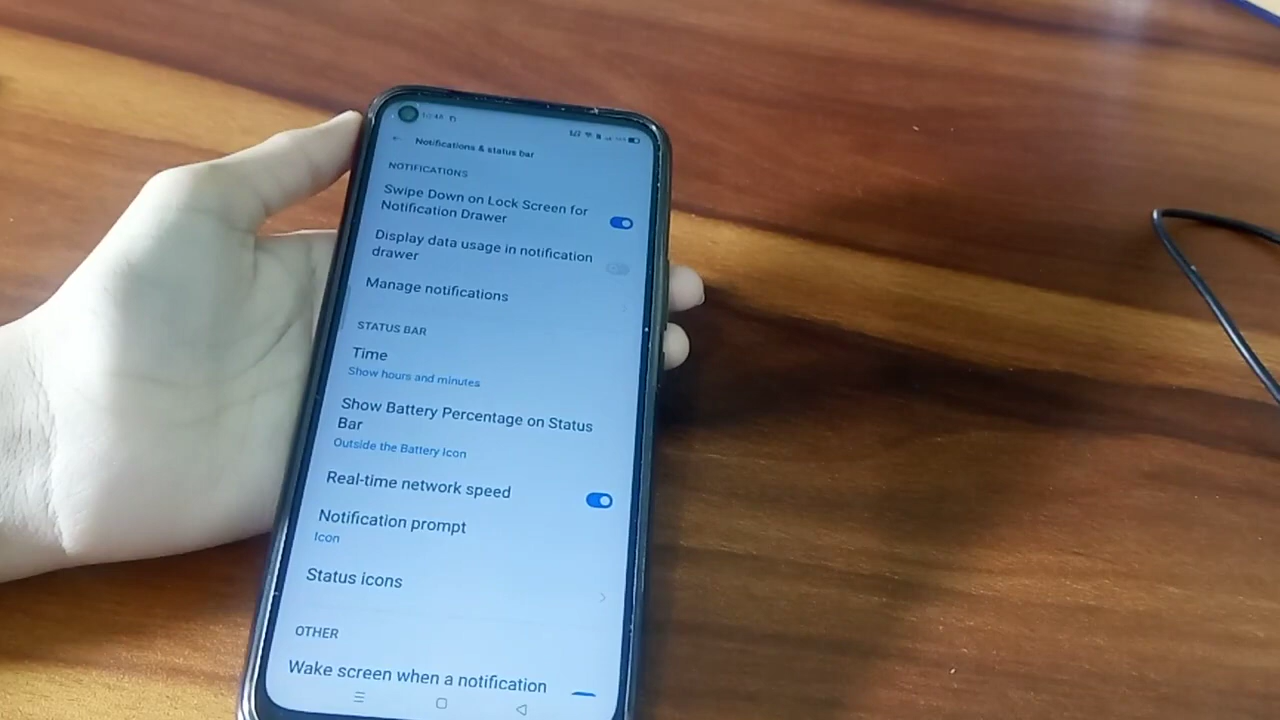 Notifications & status bar
NOTIFICATIONS
Swipe Down on Lock Screen for
Notification Drawer
Display data usage in notification
drawer
Manage notifications
STATUS BAR
Time
Show hours and minutes
Show Battery Percentage on Status
Bar
Outside the Battery Icon
Real-time network speed
Notification prompt
Icon
Status icons
OTHER
Wake screen when a notification